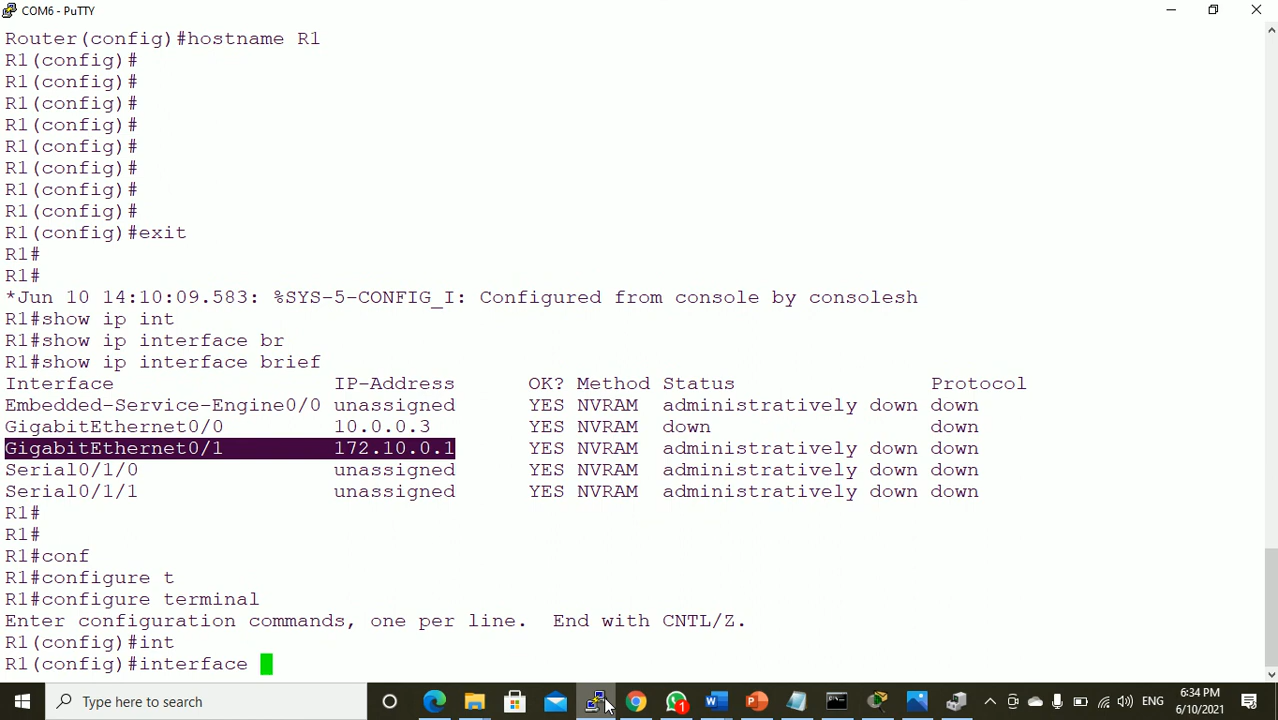 COM6 - PuTTY
Router(config)#hostname R1
R1(config)#
R1(config)#
R1(config)#
R1(config)#
R1(config)#
R1(config)#
R1(config)#
R1(config)#
R1(config)#exit
R1#
R1#
*Jun 10 14:10:09.583: %SYS-5-CONFIG_I: Configured from console by consolesh
R1#show ip int
R1#show ip interface br
R1#show ip interface brief
Interface IP-Address OK? Method Status Protocol
Embedded-Service-Engine0/0 unassigned YES NVRAM administratively down down
GigabitEthernet0/0 10.0.0.3 YES NVRAM down down
GigabitEthernet0/1 172.10.0.1 YES NVRAM administratively down down
Serial0/1/0 unassigned YES NVRAM administratively down down
Serial0/1/1 unassigned YES NVRAM administratively down down
R1#
R1#
R1#conf
R1#configure t
R1#configure terminal
Enter configuration commands, one per line. End with CNTL/Z.
R1(config)#int
R1(config)#interface
Type here to search
1
ENG
6:34 PM
6/10/2021